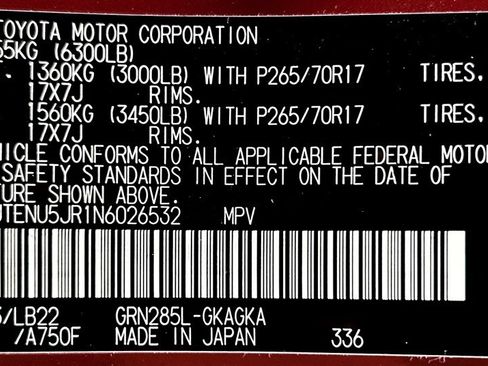 TOYOTA MOTOR CORPORATION
55KG (6300LB)
1360KG (3000LB) WITH P265/70R17 TIRES.
17X7J RIMS.
1560KG (3450LB) WITH P265/70R17 TIRES.
17X7J RIMS.
HICLE CONFORMS TO ALL APPLICABLE FEDERAL MOTOR
SAFETY STANDARDS IN EFFECT ON THE DATE OF
TURE SHOWN ABOVE.
JTENU5JR1N6026532 MPV
/LB22 GRN285L-GKAGKA
/A750F MADE IN JAPAN 336